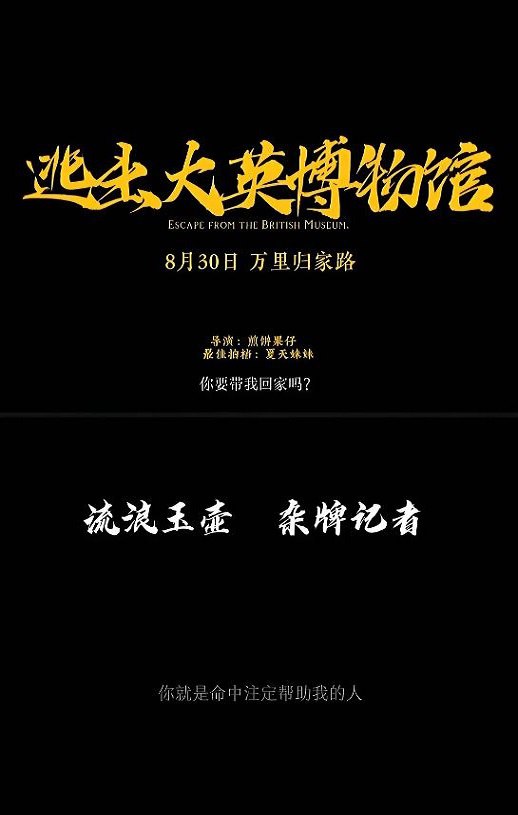 逃出大英博物馆
ESCAPE FROM THE BRITISH MUSEUM.
8月30日 万里归家路
导演：煎饼果仔
最佳拍档：夏天妹妹
你要带我回家吗？
流浪玉壶 杂牌记者
你就是命中注定帮助我的人